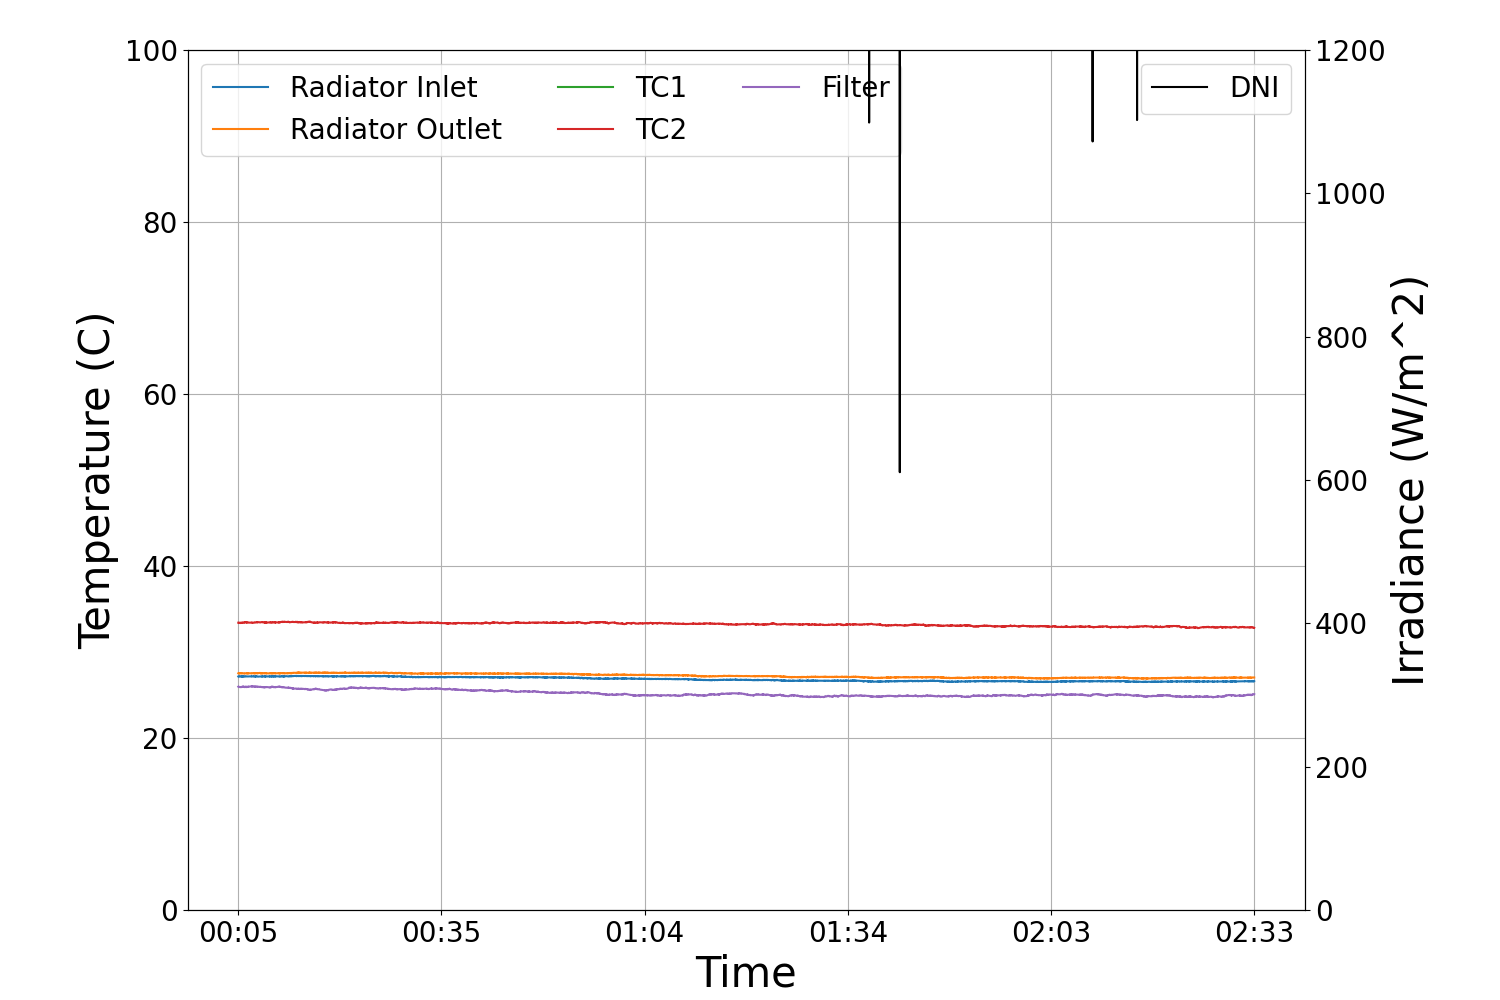 100
80
60
40
20
0
Temperature (C)
Radiator Inlet
Radiator Outlet
TC1
TC2
Filter
DNI
1200
1000
800
600
400
200
0
Irradiance (W/m^2)
00:05 00:35 01:04 01:34 02:03 02:33
Time